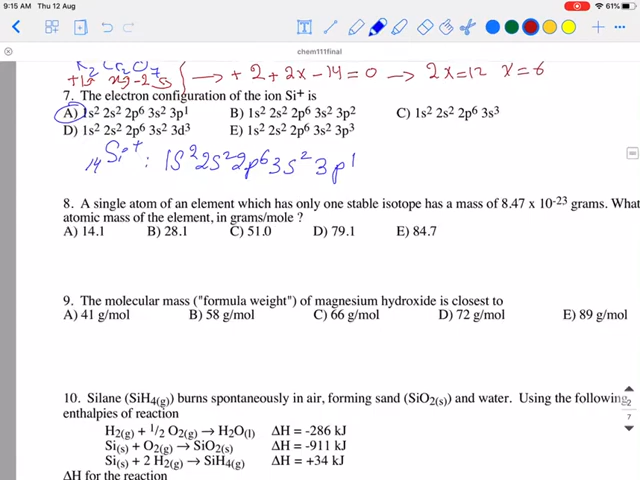 9:15 AM Thu 12 Aug
61%
chem111final
K2 Cr2O7
+1 x -2 → +2 + 2x - 14 = 0 → 2x = 12 x = 6
7. The electron configuration of the ion Si+ is
A) 1s2 2s2 2p6 3s2 3p1 B) 1s2 2s2 2p6 3s2 3p2 C) 1s2 2s2 2p6 3s3
D) 1s2 2s2 2p6 3s2 3d3 E) 1s2 2s2 2p6 3s2 3p3
14Si+ : 1S2 2S2 2p6 3s2 3p1
8. A single atom of an element which has only one stable isotope has a mass of 8.47 x 10-23 grams. What
atomic mass of the element, in grams/mole ?
A) 14.1 B) 28.1 C) 51.0 D) 79.1 E) 84.7
9. The molecular mass ("formula weight") of magnesium hydroxide is closest to
A) 41 g/mol B) 58 g/mol C) 66 g/mol D) 72 g/mol E) 89 g/mol
10. Silane (SiH4(g)) burns spontaneously in air, forming sand (SiO2(s)) and water. Using the following
enthalpies of reaction
H2(g) + 1/2 O2(g) → H2O(l) ΔH = -286 kJ
Si(s) + O2(g) → SiO2(s) ΔH = -911 kJ
Si(s) + 2 H2(g) → SiH4(g) ΔH = +34 kJ
ΔH for the reaction
2
7